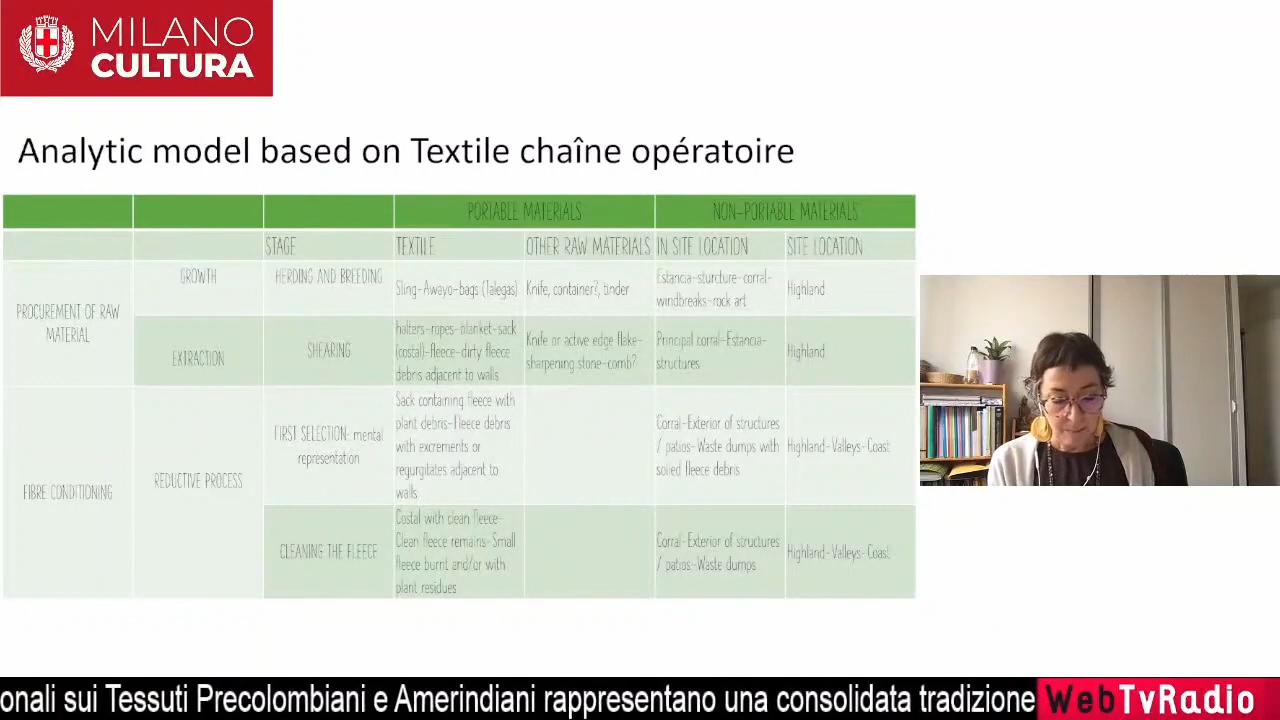 MILANO
CULTURA
Analytic model based on Textile chaîne opératoire
PORTABLE MATERIALS
NON-PORTABLE MATERIALS
STAGE
TEXTILE
OTHER RAW MATERIALS
IN SITE LOCATION
SITE LOCATION
PROCUREMENT OF RAW
MATERIAL
GROWTH
HERDING AND BREEDING
Sling-Awayo-bags (Talegas)
Knife, container?, tinder
Estancia-sturcture-corral-
windbreaks-rock art
Highland
EXTRACTION
SHEARING
halters-ropes-blanket-sack
(costal)-fleece-dirty fleece
debris adjacent to walls
Knife or active edge flake-
sharpening stone-comb?
Principal corral-Estancia-
structures
Highland
FIBRE CONDITIONING
REDUCTIVE PROCESS
FIRST SELECTION: mental
representation
Sack containing fleece with
plant debris-Fleece debris
with excrements or
regurgitates adjacent to
walls
Corral-Exterior of structures
/ patios-Waste dumps with
soiled fleece debris
Highland-Valleys-Coast
CLEANING THE FLEECE
Costal with clean fleece-
Clean fleece remains-Small
fleece burnt and/or with
plant residues
Corral-Exterior of structures
/ patios-Waste dumps
Highland-Valleys-Coast
onali sui Tessuti Precolombiani e Amerindiani rappresentano una consolidata tradizione
WebTvRadio